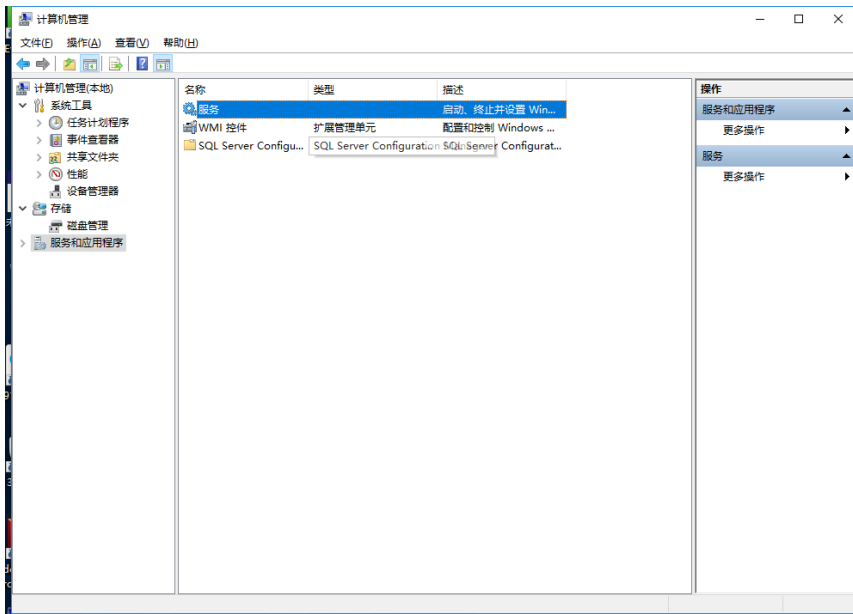 计算机管理
文件(F) 操作(A) 查看(V) 帮助(H)
计算机管理(本地)
系统工具
任务计划程序
事件查看器
共享文件夹
性能
设备管理器
存储
磁盘管理
服务和应用程序
名称 类型 描述
服务 启动、终止并设置 Win...
WMI 控件 扩展管理单元 配置和控制 Windows ...
SQL Server Configu... SQL Server Configuration SQL Server Configurat...
操作
服务和应用程序
更多操作
服务
更多操作